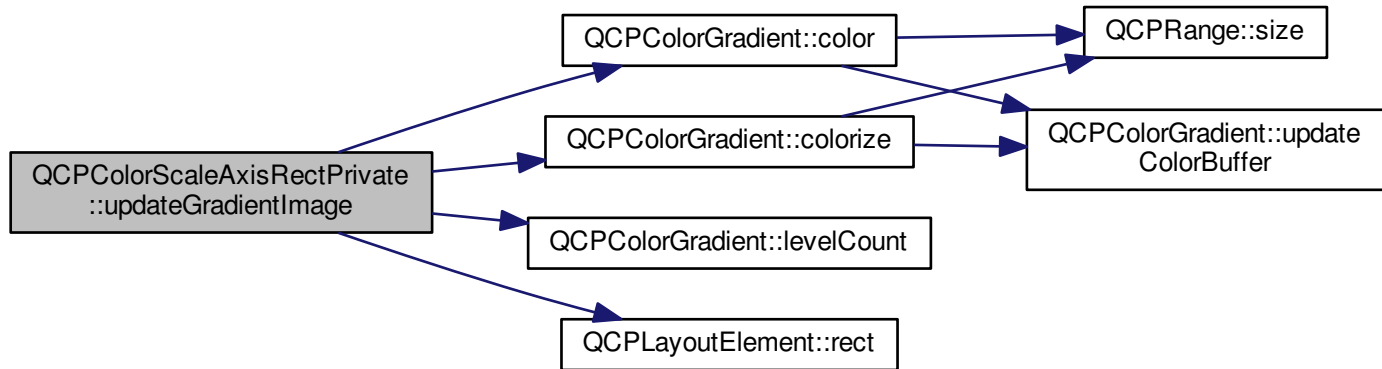 QCPColorScaleAxisRectPrivate
::updateGradientImage
QCPColorGradient::color
QCPColorGradient::colorize
QCPColorGradient::levelCount
QCPLayoutElement::rect
QCPRange::size
QCPColorGradient::update
ColorBuffer